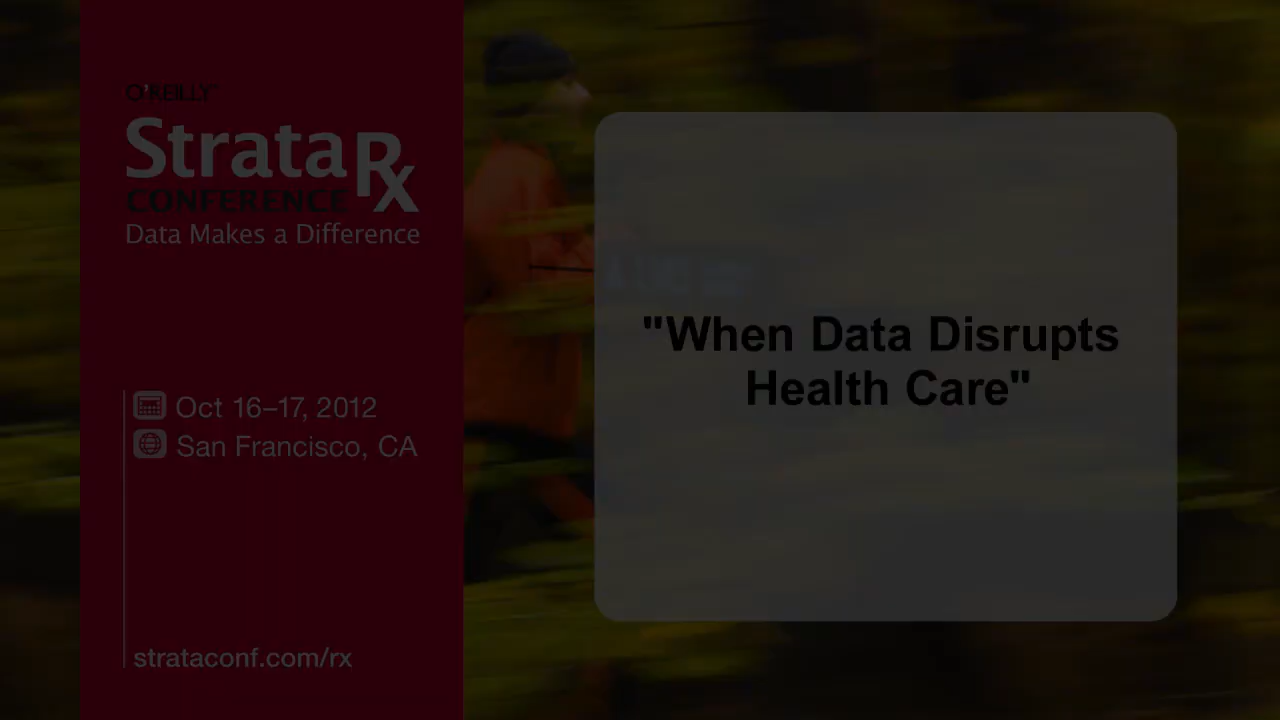 O'REILLY
Strata Rx
CONFERENCE
Data Makes a Difference
Oct 16–17, 2012
San Francisco, CA
strataconf.com/rx
"When Data Disrupts
Health Care"